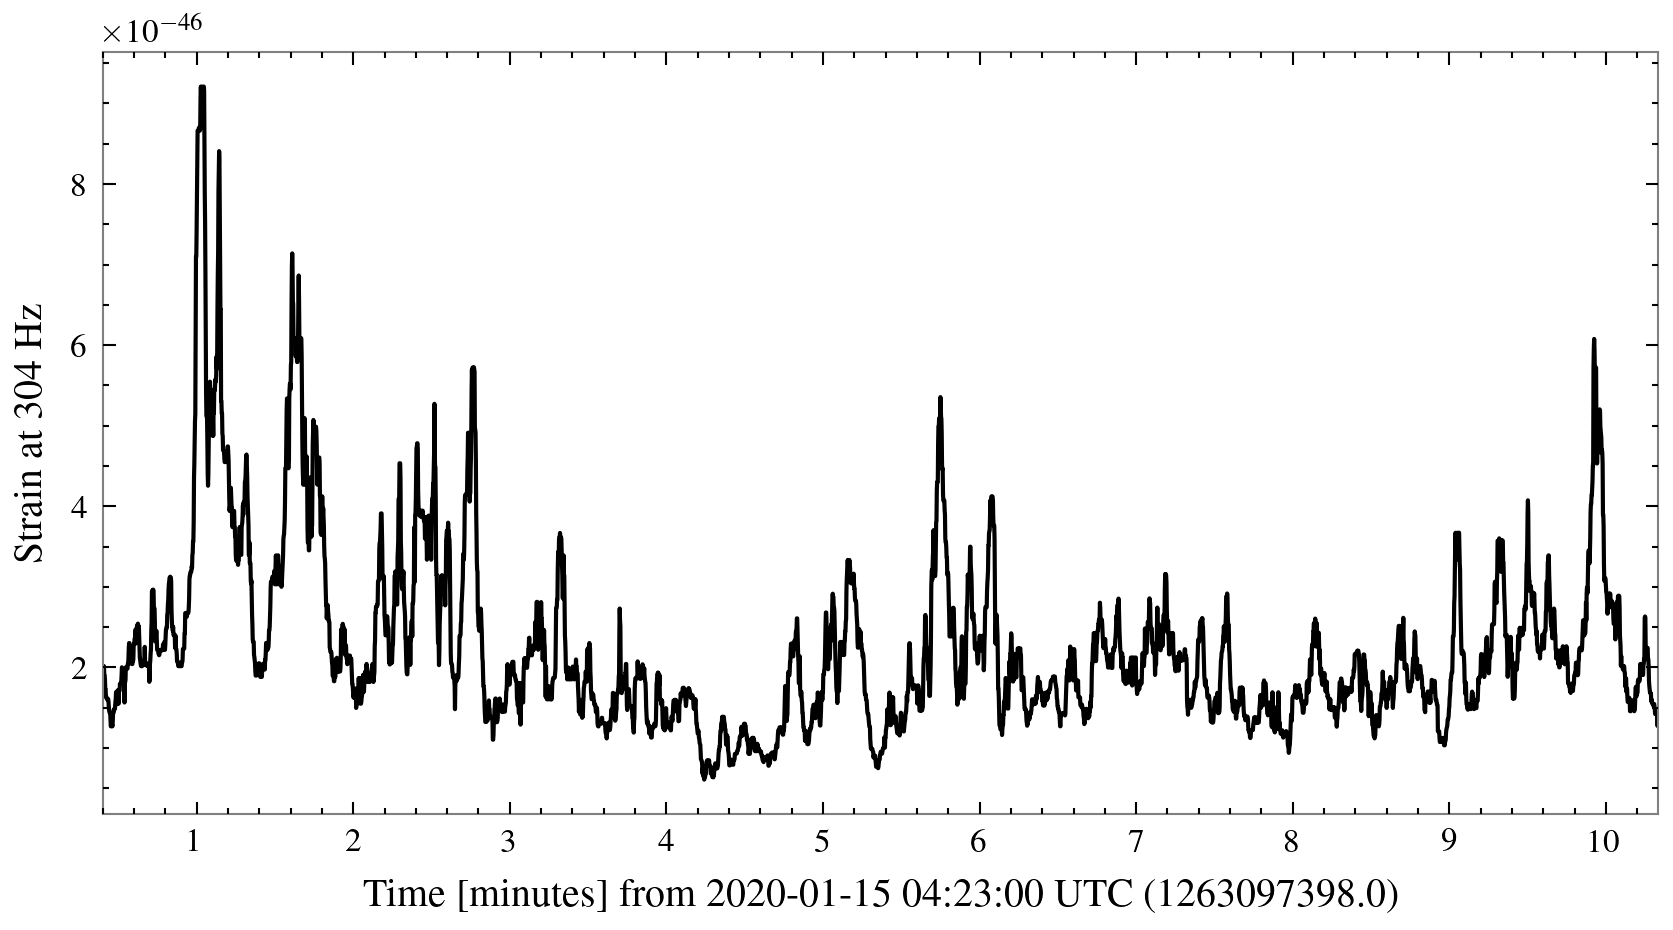 ×10⁻⁴⁶
8
6
4
2
Strain at 304 Hz
1 2 3 4 5 6 7 8 9 10
Time [minutes] from 2020-01-15 04:23:00 UTC (1263097398.0)